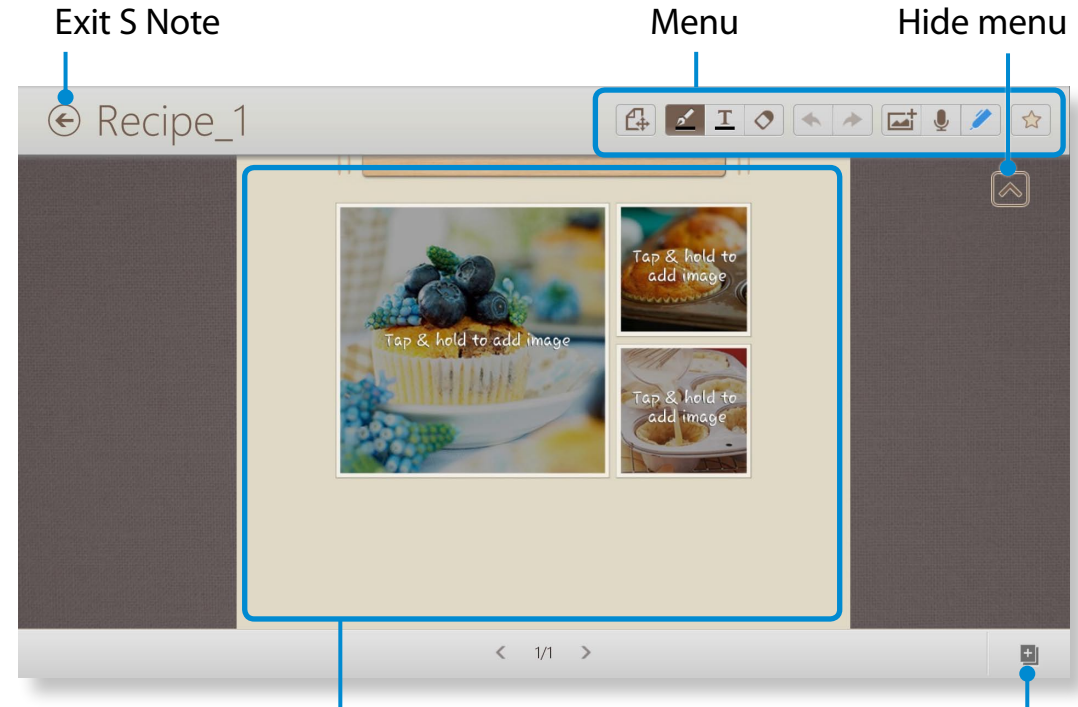 Exit S Note
Menu
Hide menu
Recipe_1
T
Tap & hold to
add image
Tap & hold to add image
Tap & hold to
add image
1/1